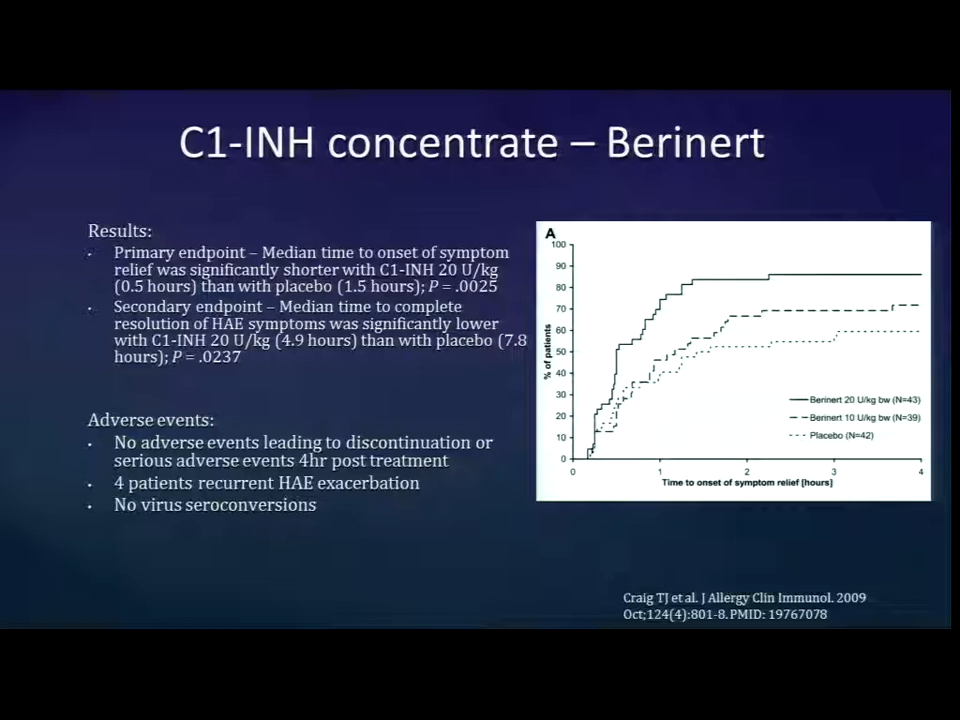 C1-INH concentrate – Berinert
Results:
• Primary endpoint – Median time to onset of symptom
relief was significantly shorter with C1-INH 20 U/kg
(0.5 hours) than with placebo (1.5 hours); P = .0025
• Secondary endpoint – Median time to complete
resolution of HAE symptoms was significantly lower
with C1-INH 20 U/kg (4.9 hours) than with placebo (7.8
hours); P = .0237
Adverse events:
• No adverse events leading to discontinuation or
serious adverse events 4hr post treatment
• 4 patients recurrent HAE exacerbation
• No virus seroconversions
A
% of patients
100
90
80
70
60
50
40
30
20
10
0
Berinert 20 U/kg bw (N=43)
Berinert 10 U/kg bw (N=39)
Placebo (N=42)
0 1 2 3 4
Time to onset of symptom relief [hours]
Craig TJ et al. J Allergy Clin Immunol. 2009
Oct;124(4):801-8. PMID: 19767078